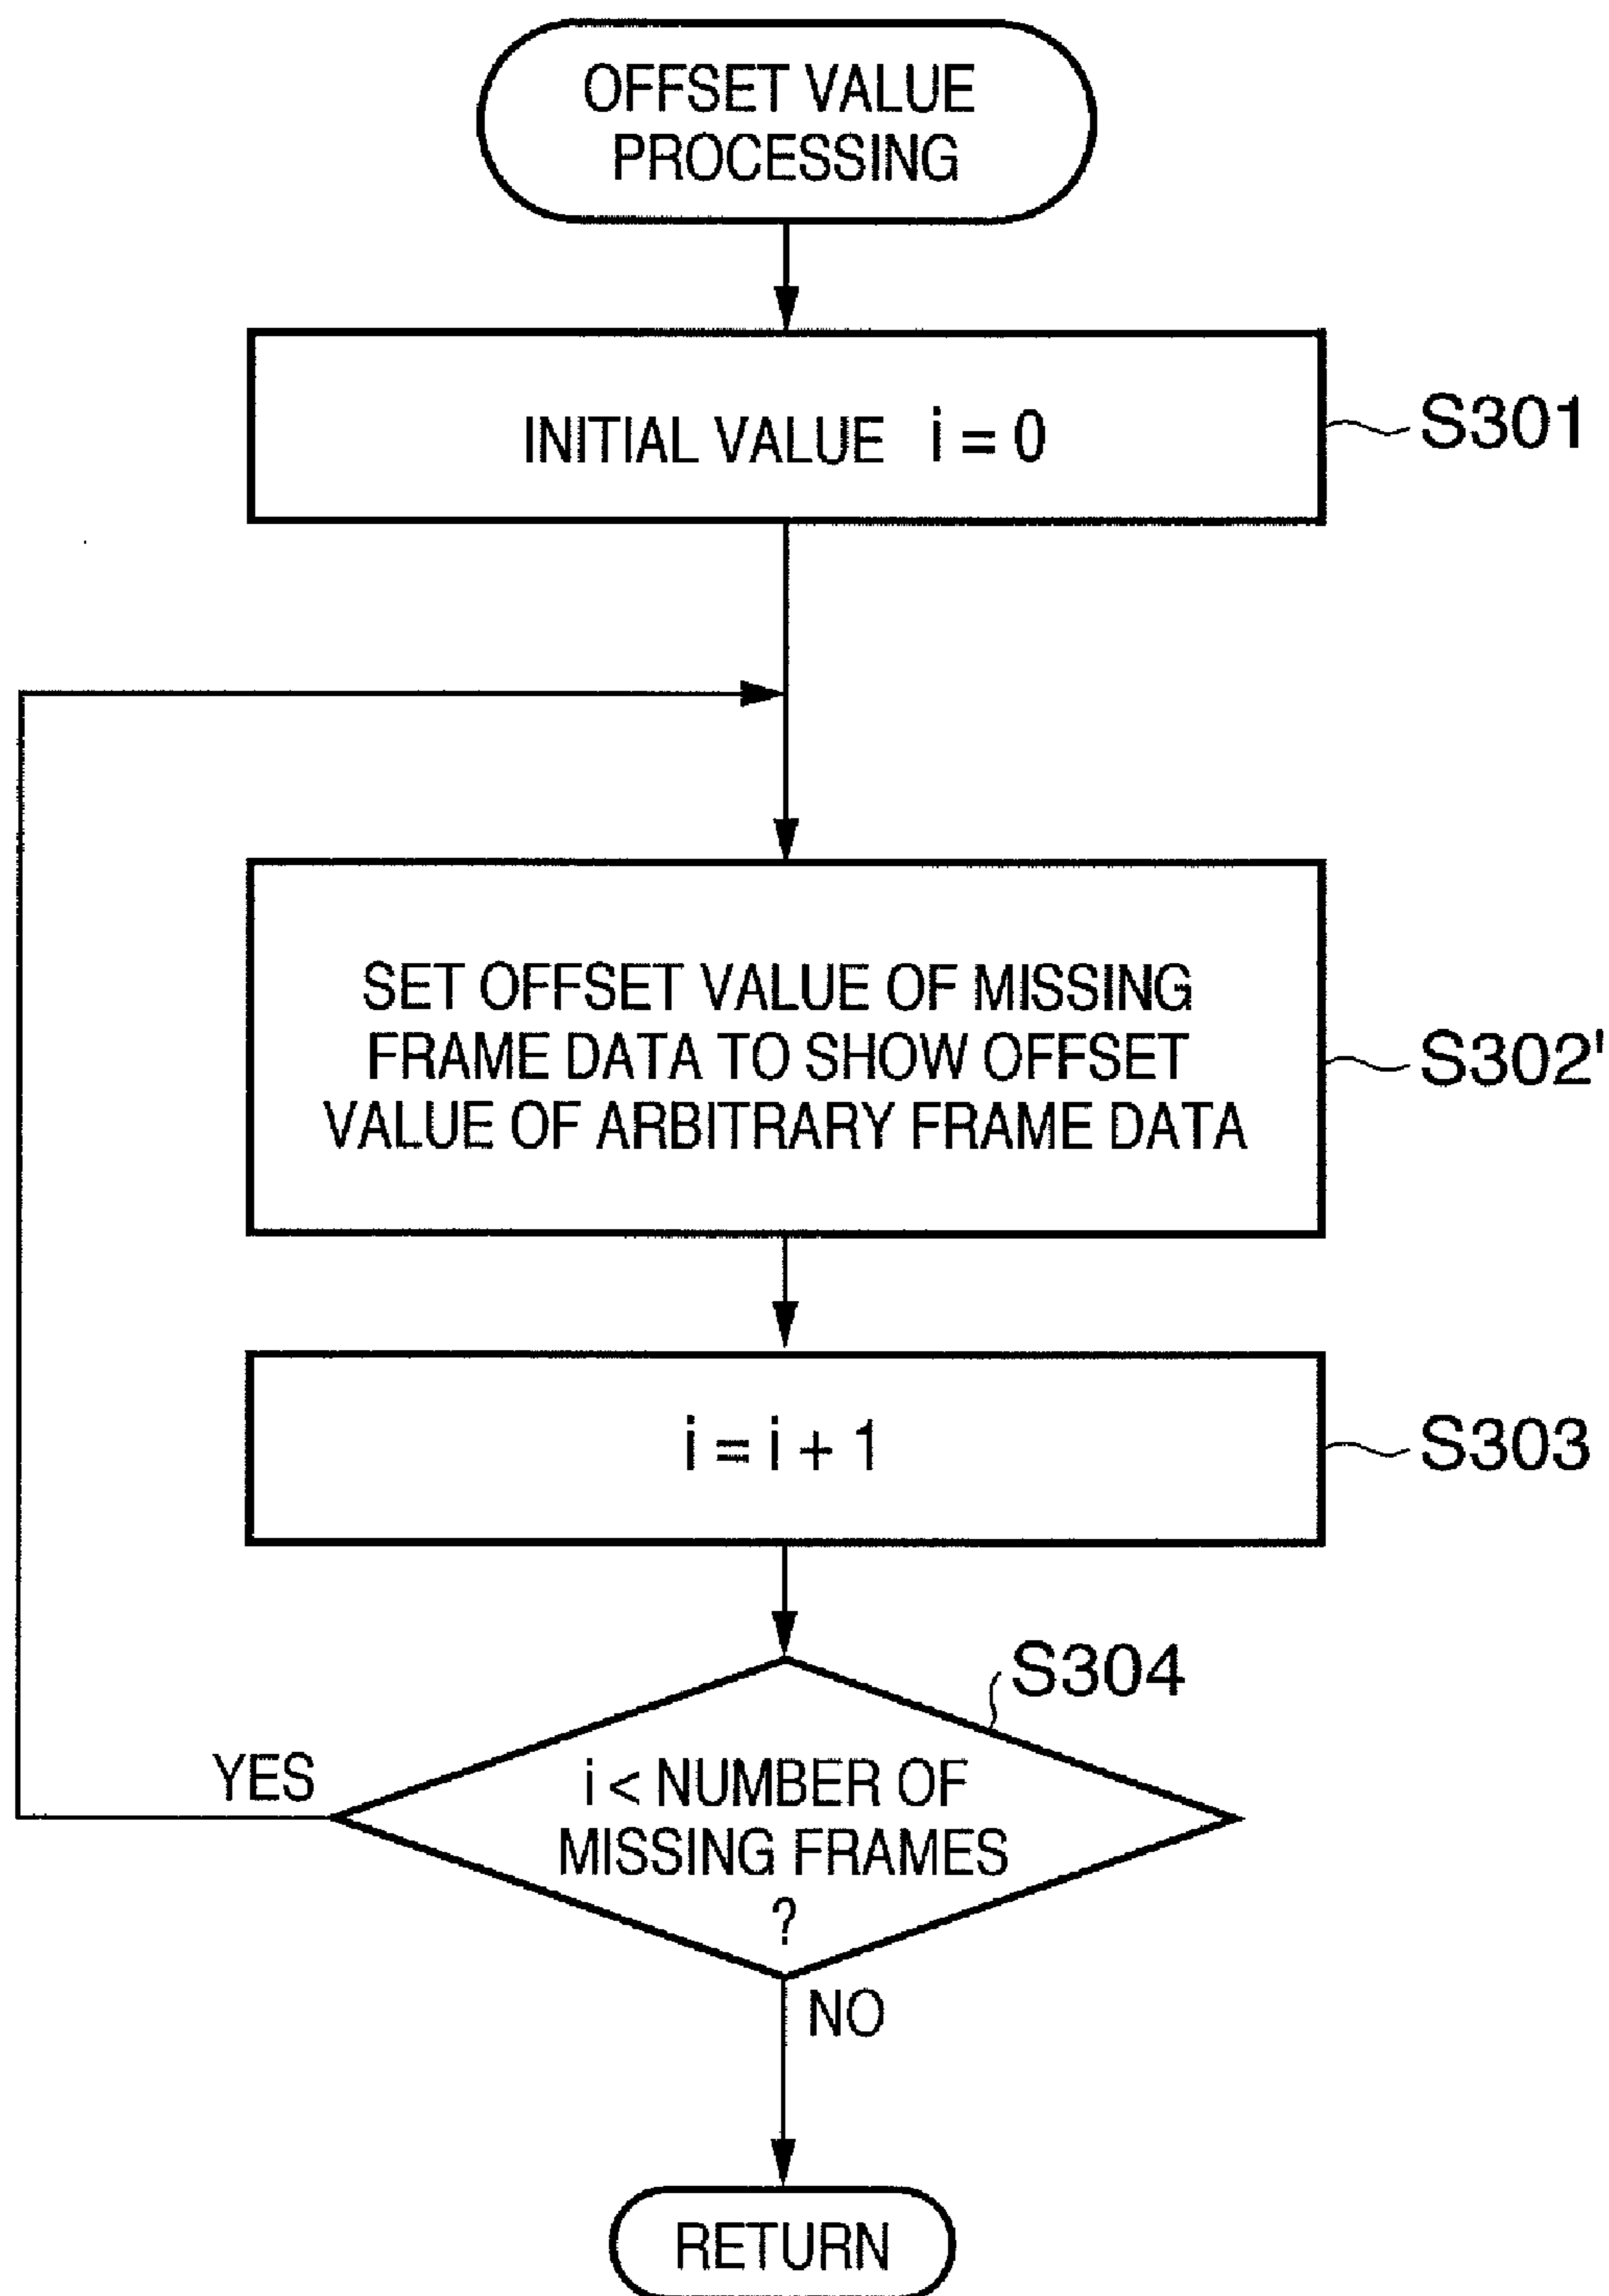 OFFSET VALUE
PROCESSING
INITIAL VALUE i = 0
S301
SET OFFSET VALUE OF MISSING
FRAME DATA TO SHOW OFFSET
VALUE OF ARBITRARY FRAME DATA
S302'
i = i + 1
S303
S304
YES
i < NUMBER OF
MISSING FRAMES
?
NO
RETURN